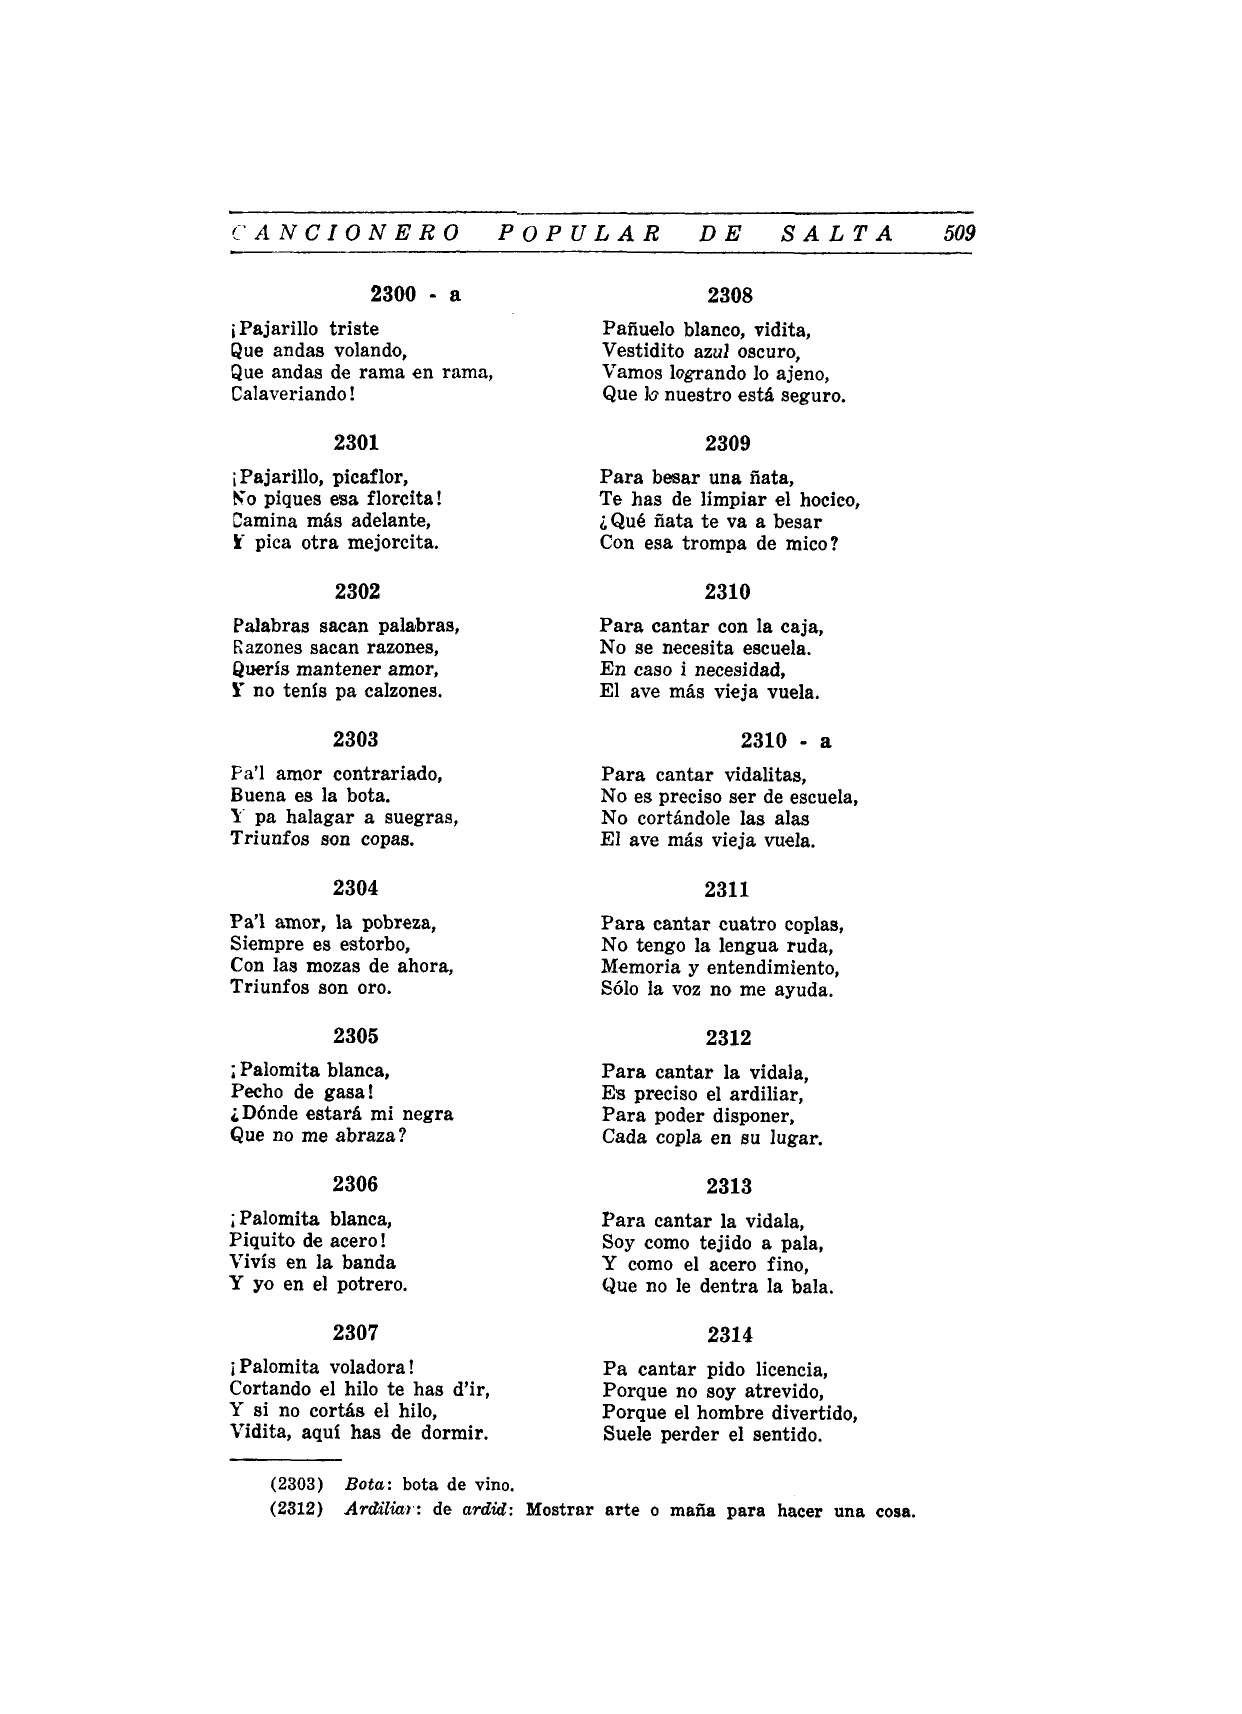 CANCIONERO POPULAR DE SALTA 509
2300 - a
¡Pajarillo triste
Que andas volando,
Que andas de rama en rama,
Calaveriando!
2301
¡Pajarillo, picaflor,
No piques esa florcita!
Camina más adelante,
Y pica otra mejorcita.
2302
Palabras sacan palabras,
Razones sacan razones,
Querís mantener amor,
Y no tenís pa calzones.
2303
Pa'l amor contrariado,
Buena es la bota.
Y pa halagar a suegras,
Triunfos son copas.
2304
Pa'l amor, la pobreza,
Siempre es estorbo,
Con las mozas de ahora,
Triunfos son oro.
2305
¡Palomita blanca,
Pecho de gasa!
¿Dónde estará mi negra
Que no me abraza?
2306
¡Palomita blanca,
Piquito de acero!
Vivís en la banda
Y yo en el potrero.
2307
¡Palomita voladora!
Cortando el hilo te has d'ir,
Y si no cortás el hilo,
Vidita, aquí has de dormir.
2308
Pañuelo blanco, vidita,
Vestidito azul oscuro,
Vamos logrando lo ajeno,
Que lo nuestro está seguro.
2309
Para besar una ñata,
Te has de limpiar el hocico,
¿Qué ñata te va a besar
Con esa trompa de mico?
2310
Para cantar con la caja,
No se necesita escuela.
En caso i necesidad,
El ave más vieja vuela.
2310 - a
Para cantar vidalitas,
No es preciso ser de escuela,
No cortándole las alas
El ave más vieja vuela.
2311
Para cantar cuatro coplas,
No tengo la lengua ruda,
Memoria y entendimiento,
Sólo la voz no me ayuda.
2312
Para cantar la vidala,
Es preciso el ardiliar,
Para poder disponer,
Cada copla en su lugar.
2313
Para cantar la vidala,
Soy como tejido a pala,
Y como el acero fino,
Que no le dentra la bala.
2314
Pa cantar pido licencia,
Porque no soy atrevido,
Porque el hombre divertido,
Suele perder el sentido.
(2303) Bota: bota de vino.
(2312) Ardiliar: de ardid: Mostrar arte o maña para hacer una cosa.